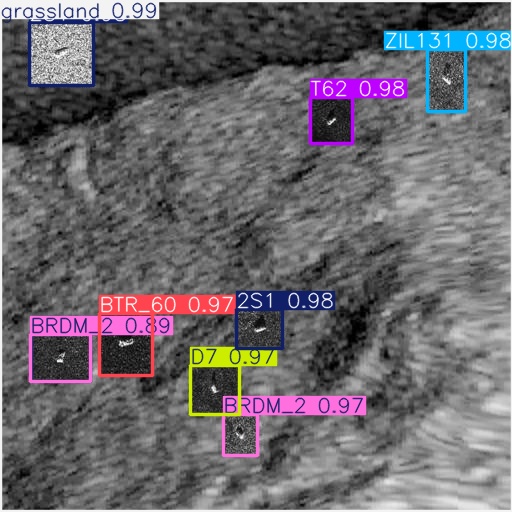 grassland 0.99
ZIL131 0.98
T62 0.98
2S1 0.98
BTR_60 0.97
BRDM_2 0.89
D7 0.97
BRDM_2 0.97